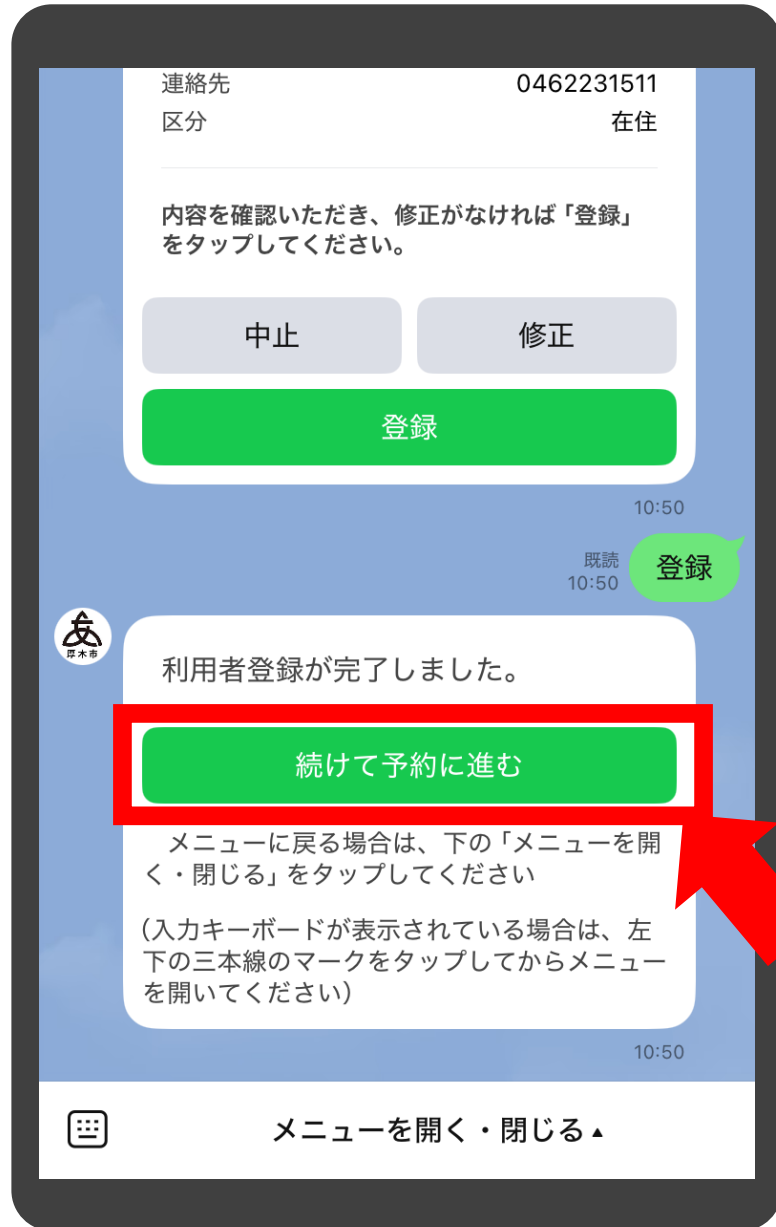 連絡先 0462231511
区分 在住
内容を確認いただき、修正がなければ「登録」
をタップしてください。
中止 修正
登録
10:50
既読
10:50
登録
厚木市
利用者登録が完了しました。
続けて予約に進む
メニューに戻る場合は、下の「メニューを開
く・閉じる」をタップしてください
(入力キーボードが表示されている場合は、左
下の三本線のマークをタップしてからメニュー
を開いてください)
10:50
メニューを開く・閉じる▲